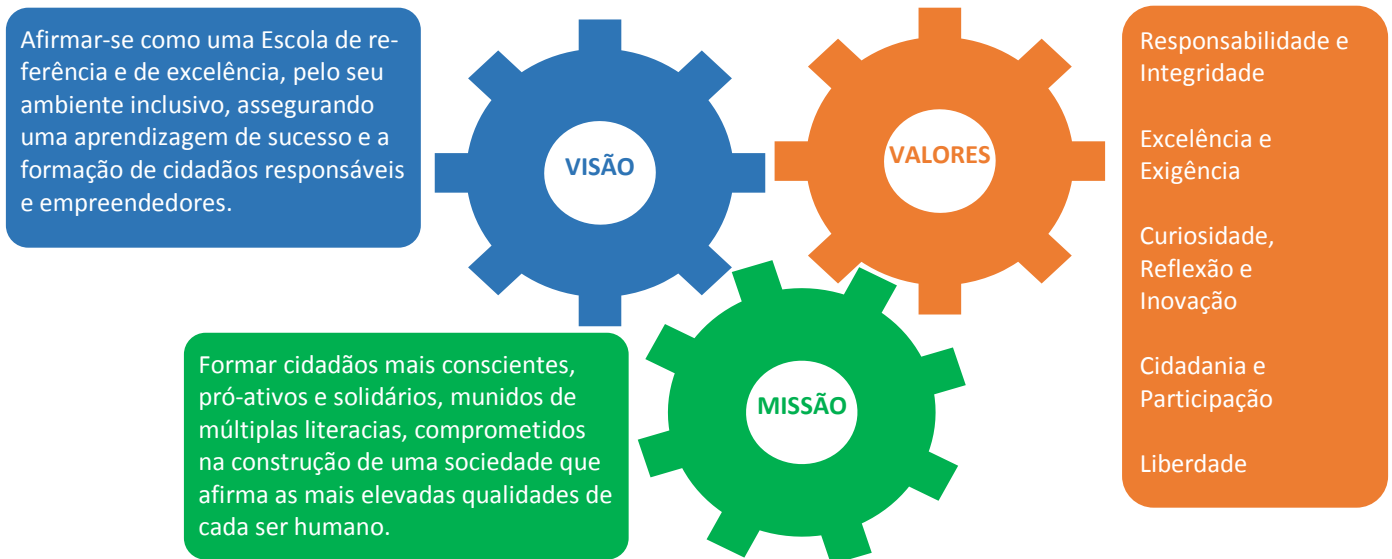 Afirmar-se como uma Escola de re-
ferência e de excelência, pelo seu
ambiente inclusivo, assegurando
uma aprendizagem de sucesso e a
formação de cidadãos responsáveis
e empreendedores.
VISÃO
VALORES
Responsabilidade e
Integridade
Excelência e
Exigência
Curiosidade,
Reflexão e
Inovação
Cidadania e
Participação
Liberdade
Formar cidadãos mais conscientes,
pró-ativos e solidários, munidos de
múltiplas literacias, comprometidos
na construção de uma sociedade que
afirma as mais elevadas qualidades de
cada ser humano.
MISSÃO